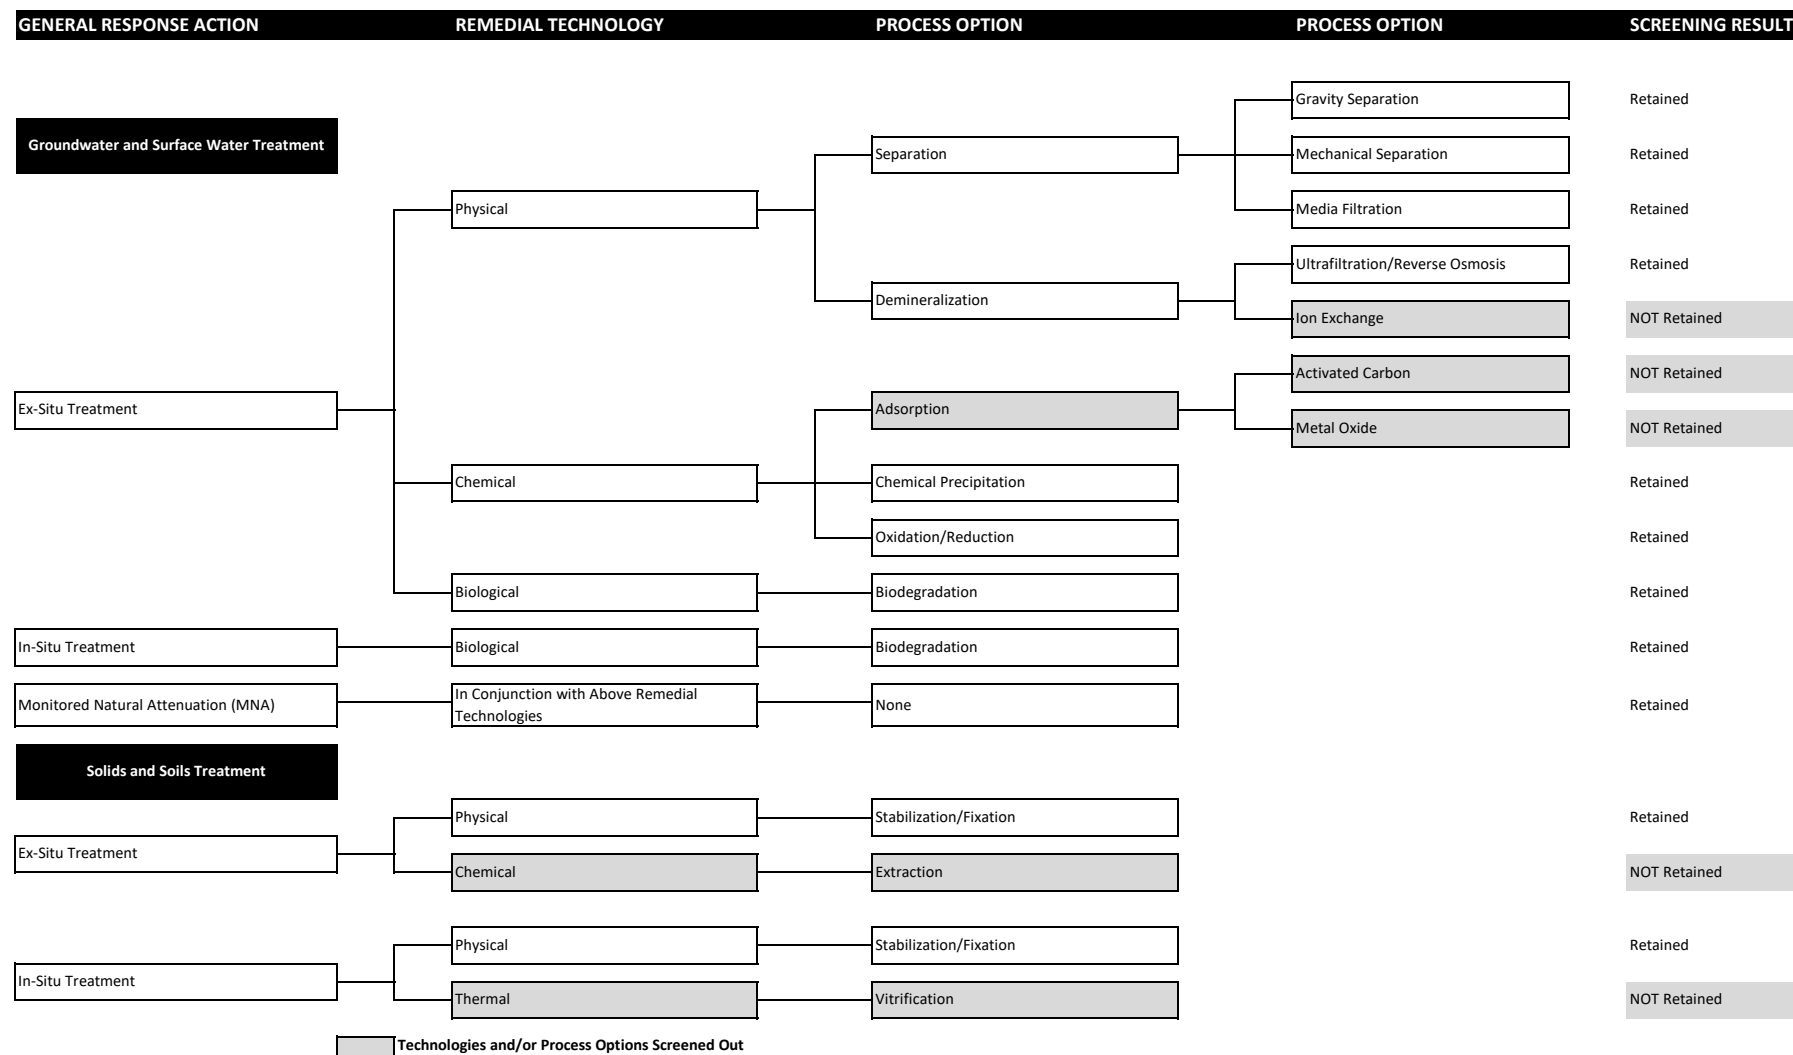 GENERAL RESPONSE ACTION REMEDIAL TECHNOLOGY PROCESS OPTION PROCESS OPTION SCREENING RESULT
Gravity Separation Retained
Groundwater and Surface Water Treatment
Separation Mechanical Separation Retained
Physical Media Filtration Retained
Ultrafiltration/Reverse Osmosis Retained
Demineralization
Ion Exchange NOT Retained
Activated Carbon NOT Retained
Ex-Situ Treatment Adsorption
Metal Oxide NOT Retained
Chemical Chemical Precipitation Retained
Oxidation/Reduction Retained
Biological Biodegradation Retained
In-Situ Treatment Biological Biodegradation Retained
Monitored Natural Attenuation (MNA) In Conjunction with Above Remedial None Retained
Technologies
Solids and Soils Treatment
Physical Stabilization/Fixation Retained
Ex-Situ Treatment
Chemical Extraction NOT Retained
Physical Stabilization/Fixation Retained
In-Situ Treatment
Thermal Vitrification NOT Retained
Technologies and/or Process Options Screened Out